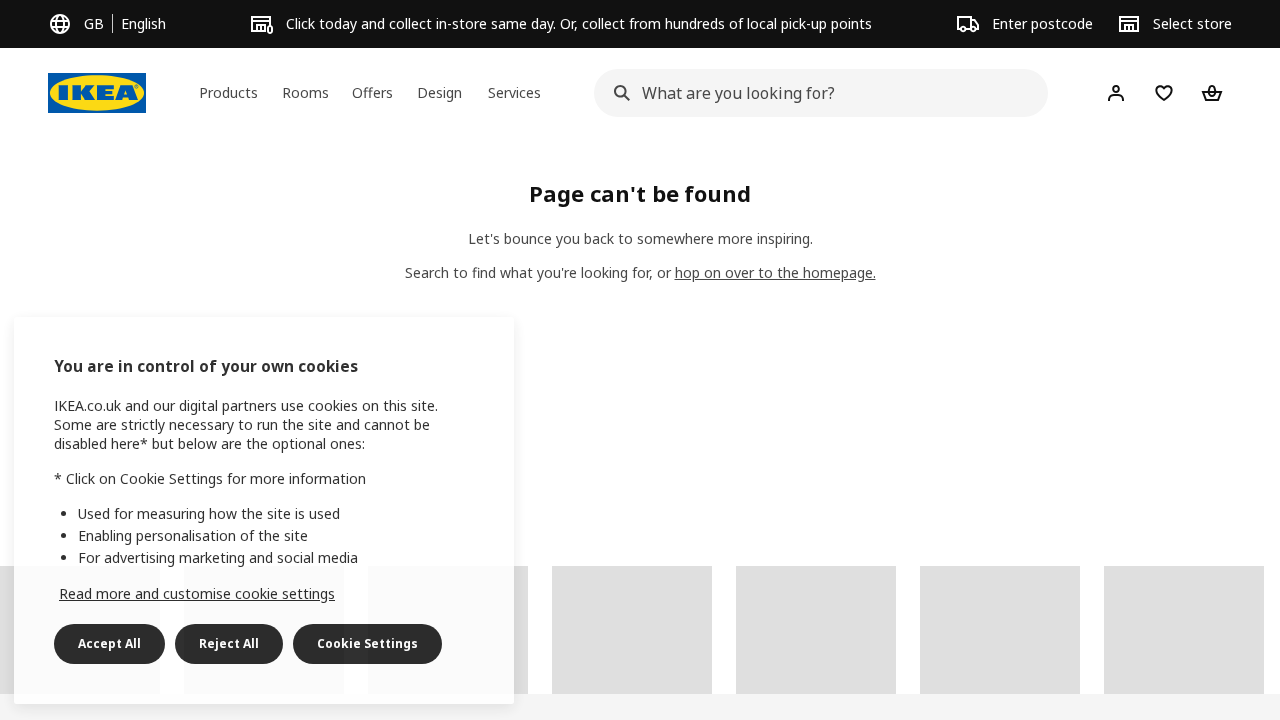 GB English
Click today and collect in-store same day. Or, collect from hundreds of local pick-up points
Enter postcode
Select store
IKEA
Products
Rooms
Offers
Design
Services
What are you looking for?
Page can't be found
Let's bounce you back to somewhere more inspiring.
Search to find what you're looking for, or hop on over to the homepage.
You are in control of your own cookies
IKEA.co.uk and our digital partners use cookies on this site.
Some are strictly necessary to run the site and cannot be
disabled here* but below are the optional ones:
* Click on Cookie Settings for more information
Used for measuring how the site is used
Enabling personalisation of the site
For advertising marketing and social media
Read more and customise cookie settings
Accept All
Reject All
Cookie Settings